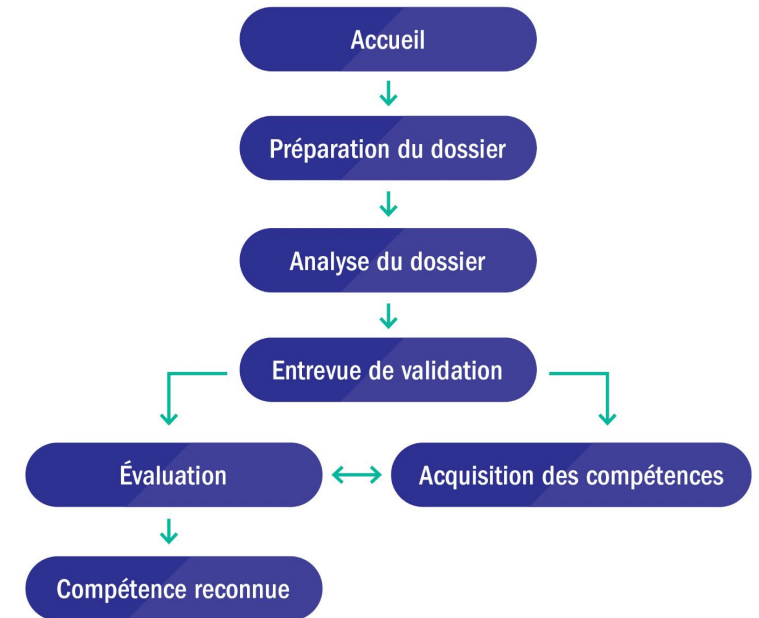 Accueil
Préparation du dossier
Analyse du dossier
Entrevue de validation
Évaluation
Acquisition des compétences
Compétence reconnue